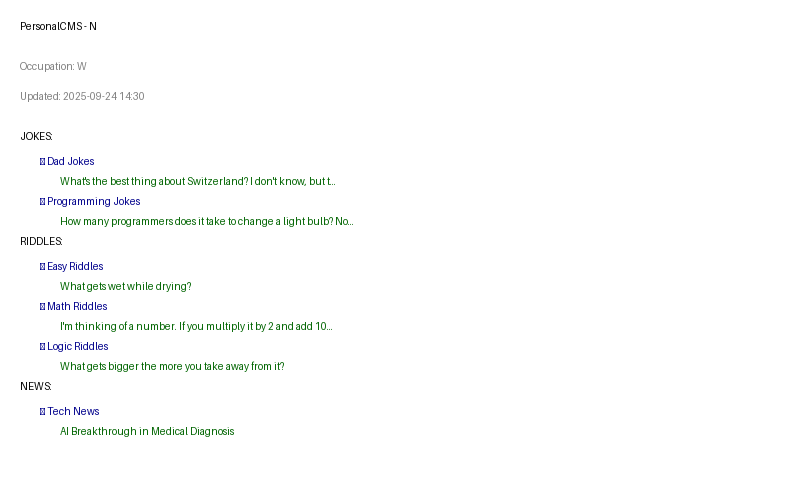 PersonalCMS - N
Occupation: W
Updated: 2025-09-24 14:30
JOKES:
Dad Jokes
What's the best thing about Switzerland? I don't know, but t...
Programming Jokes
How many programmers does it take to change a light bulb? No...
RIDDLES:
Easy Riddles
What gets wet while drying?
Math Riddles
I'm thinking of a number. If you multiply it by 2 and add 10...
Logic Riddles
What gets bigger the more you take away from it?
NEWS:
Tech News
AI Breakthrough in Medical Diagnosis